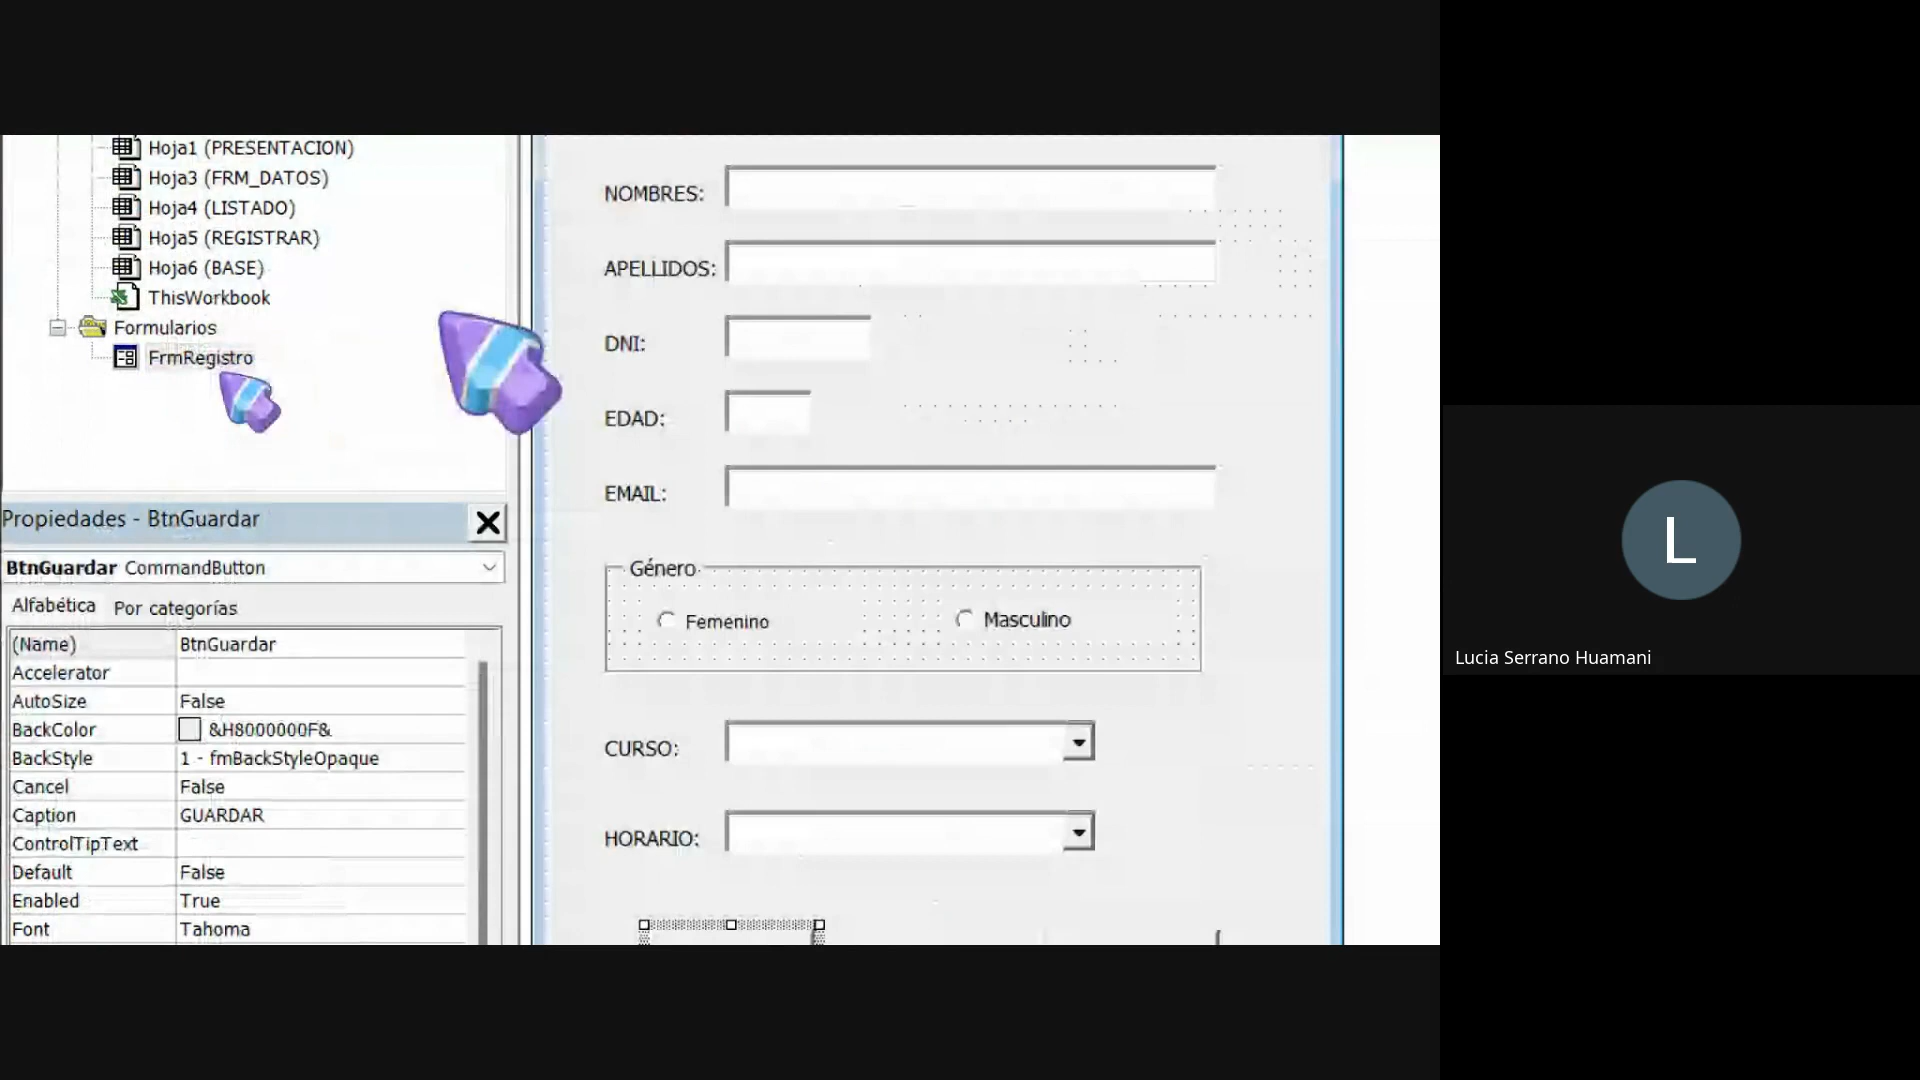 Hoja1 (PRESENTACION)
Hoja3 (FRM_DATOS)
Hoja4 (LISTADO)
Hoja5 (REGISTRAR)
Hoja6 (BASE)
ThisWorkbook
Formularios
FrmRegistro
Propiedades - BtnGuardar
BtnGuardar CommandButton
Alfabética Por categorías
(Name) BtnGuardar
Accelerator
AutoSize False
BackColor &H8000000F&
BackStyle 1 - fmBackStyleOpaque
Cancel False
Caption GUARDAR
ControlTipText
Default False
Enabled True
Font Tahoma
NOMBRES:
APELLIDOS:
DNI:
EDAD:
EMAIL:
Género
Femenino Masculino
CURSO:
HORARIO:
L
Lucia Serrano Huamani